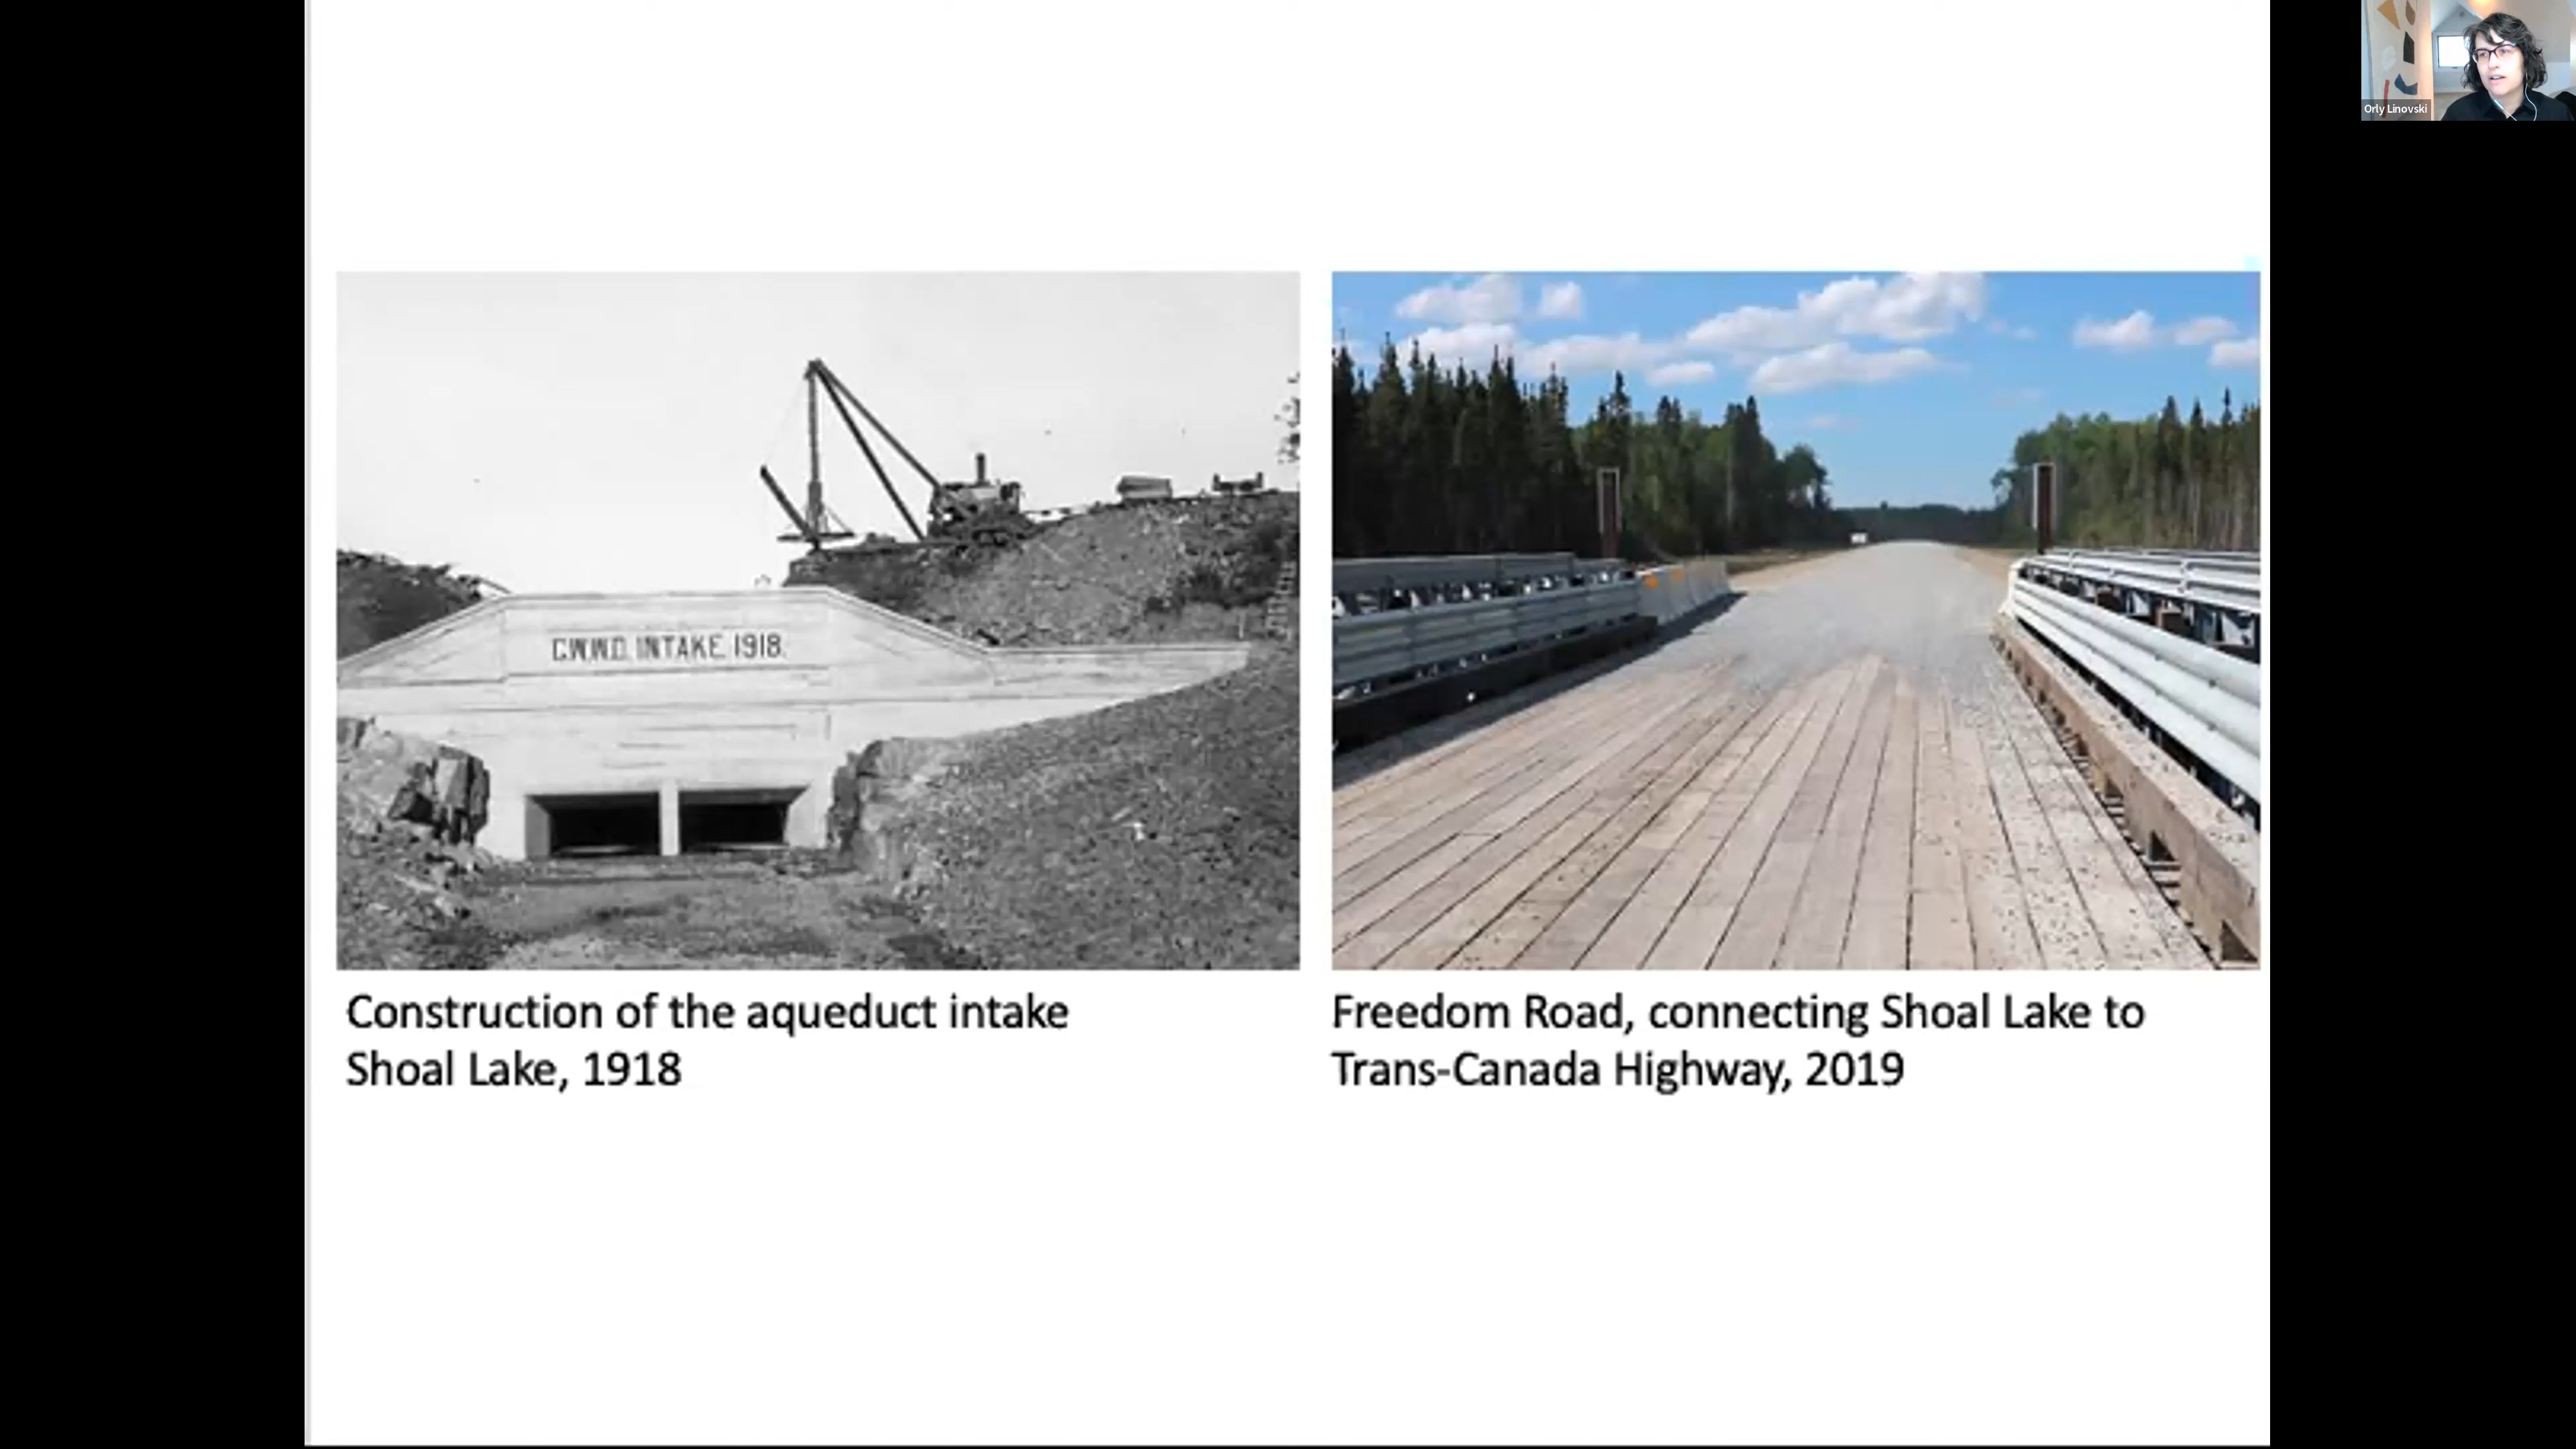 Orly Linovski
G.W.W.D. INTAKE. 1918.
Construction of the aqueduct intake
Shoal Lake, 1918
Freedom Road, connecting Shoal Lake to
Trans-Canada Highway, 2019